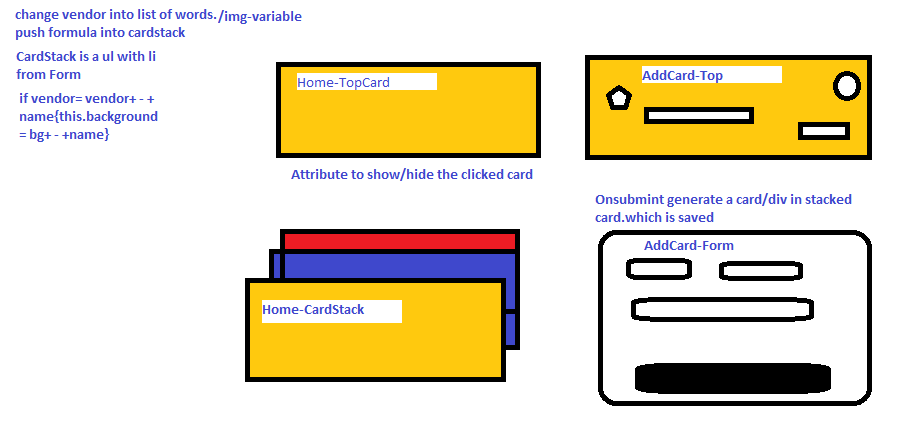 change vendor into list of words./img-variable
push formula into cardstack
CardStack is a ul with li
from Form
if vendor= vendor+ - +
name{this.background
= bg+ - +name}
Home-TopCard
AddCard-Top
Attribute to show/hide the clicked card
Onsubmint generate a card/div in stacked
card.which is saved
AddCard-Form
Home-CardStack